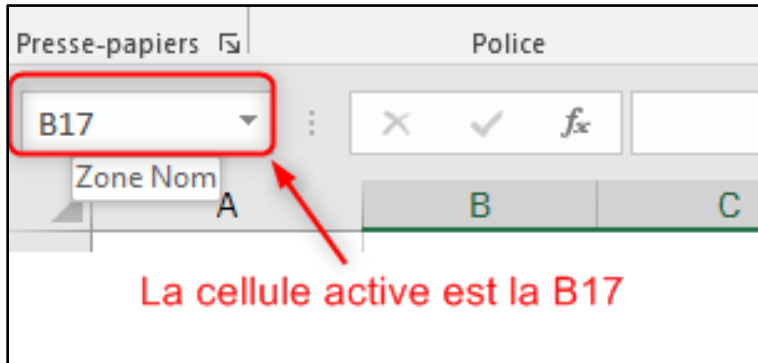 Presse-papiers Police
B17 fx
Zone Nom
A B C
La cellule active est la B17